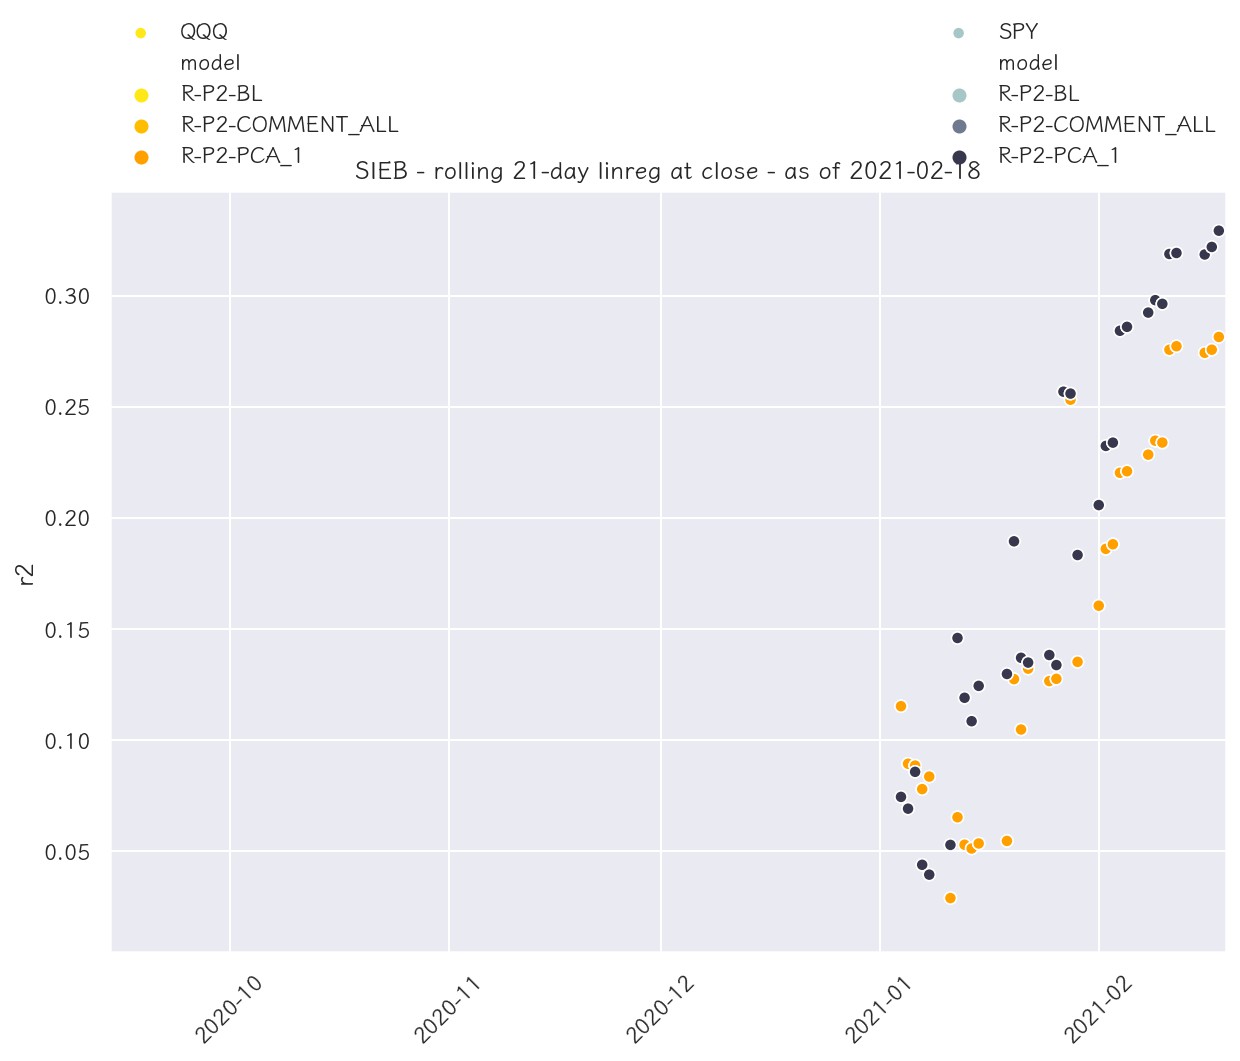 QQQ
model
R-P2-BL
R-P2-COMMENT_ALL
R-P2-PCA_1
SPY
model
R-P2-BL
R-P2-COMMENT_ALL
R-P2-PCA_1
SIEB - rolling 21-day linreg at close - as of 2021-02-18
r2
0.30
0.25
0.20
0.15
0.10
0.05
2020-10
2020-11
2020-12
2021-01
2021-02